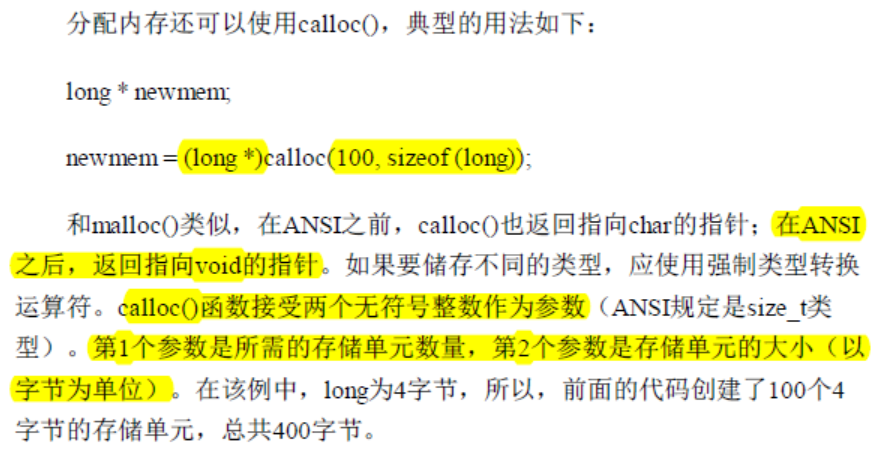 分配内存还可以使用calloc()，典型的用法如下：
long * newmem;
newmem = (long *)calloc(100, sizeof (long));
和malloc()类似，在ANSI之前，calloc()也返回指向char的指针；在ANSI
之后，返回指向void的指针。如果要储存不同的类型，应使用强制类型转换
运算符。calloc()函数接受两个无符号整数作为参数（ANSI规定是size_t类
型）。第1个参数是所需的存储单元数量，第2个参数是存储单元的大小（以
字节为单位）。在该例中，long为4字节，所以，前面的代码创建了100个4
字节的存储单元，总共400字节。